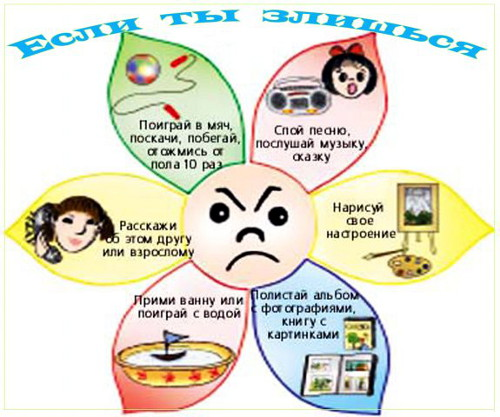 Если ты злишься
Поиграй в мяч,
поскачи, побегай,
отожмись от
пола 10 раз
Спой песню,
послушай музыку,
сказку
Нарисуй
свое
настроение
Полистай альбом
с фотографиями,
книгу с
картинками
Прими ванну или
поиграй с водой
Расскажи
об этом другу
или взрослому